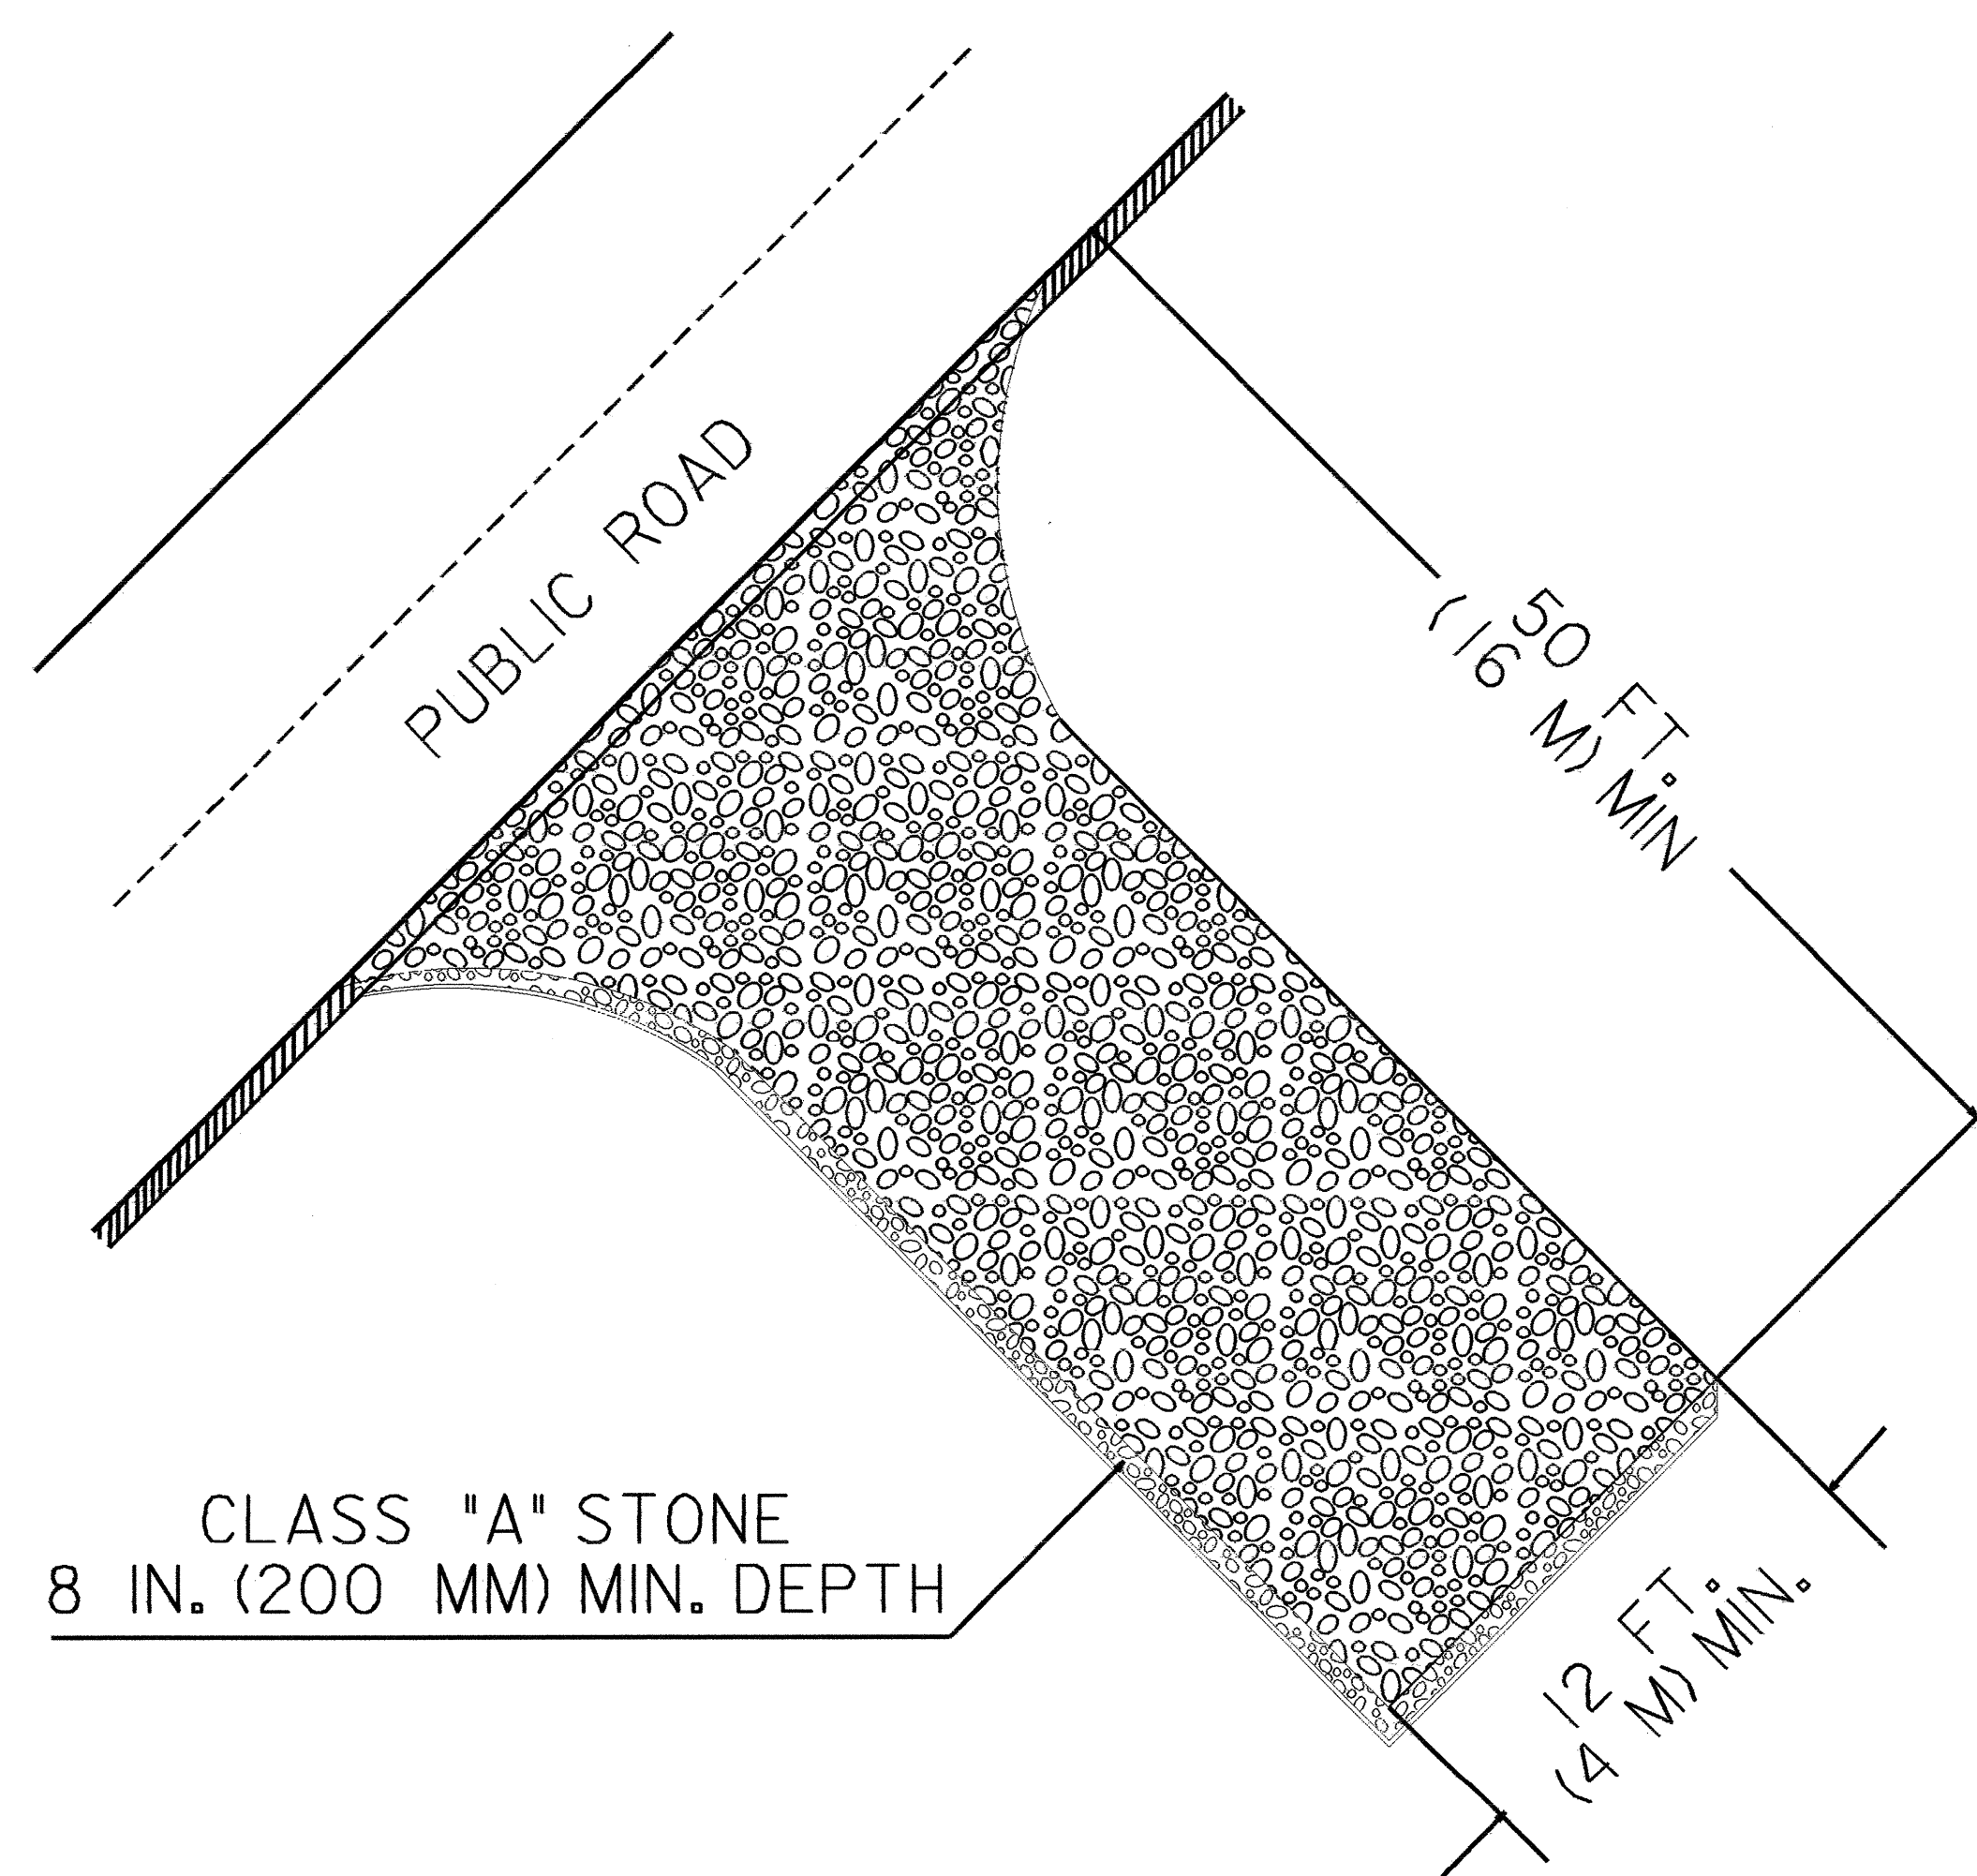 PUBLIC ROAD
50 FT.
(16 M) MIN
CLASS "A" STONE
8 IN. (200 MM) MIN. DEPTH
12 FT.
(4 M) MIN.